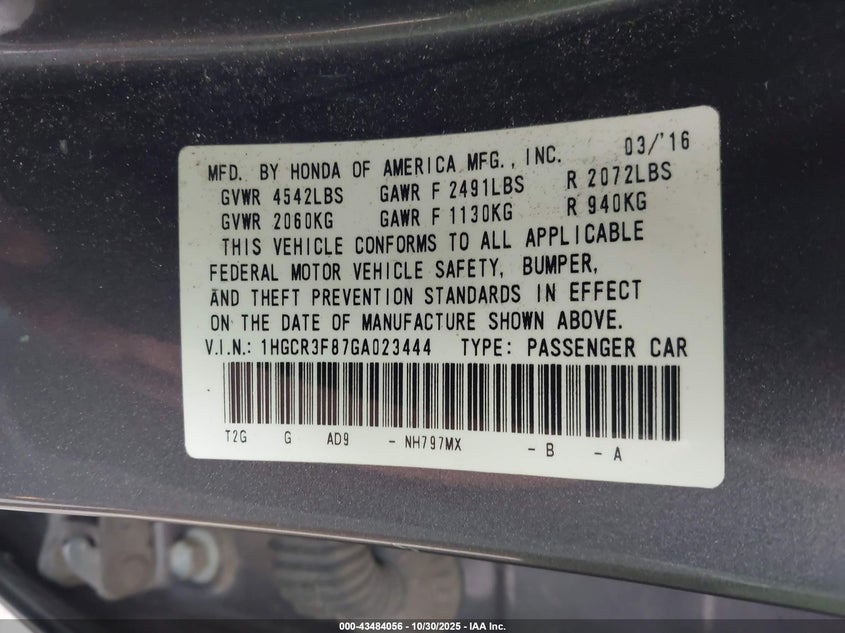 MFD. BY HONDA OF AMERICA MFG., INC. 03/'16
GVWR 4542LBS GAWR F 2491LBS R 2072LBS
GVWR 2060KG GAWR F 1130KG R 940KG
THIS VEHICLE CONFORMS TO ALL APPLICABLE
FEDERAL MOTOR VEHICLE SAFETY, BUMPER,
AND THEFT PREVENTION STANDARDS IN EFFECT
ON THE DATE OF MANUFACTURE SHOWN ABOVE.
V.I.N.: 1HGCR3F87GA023444 TYPE: PASSENGER CAR
T2G G AD9 - NH797MX - B - A
000-43484056 | 10/30/2025 - IAA Inc.